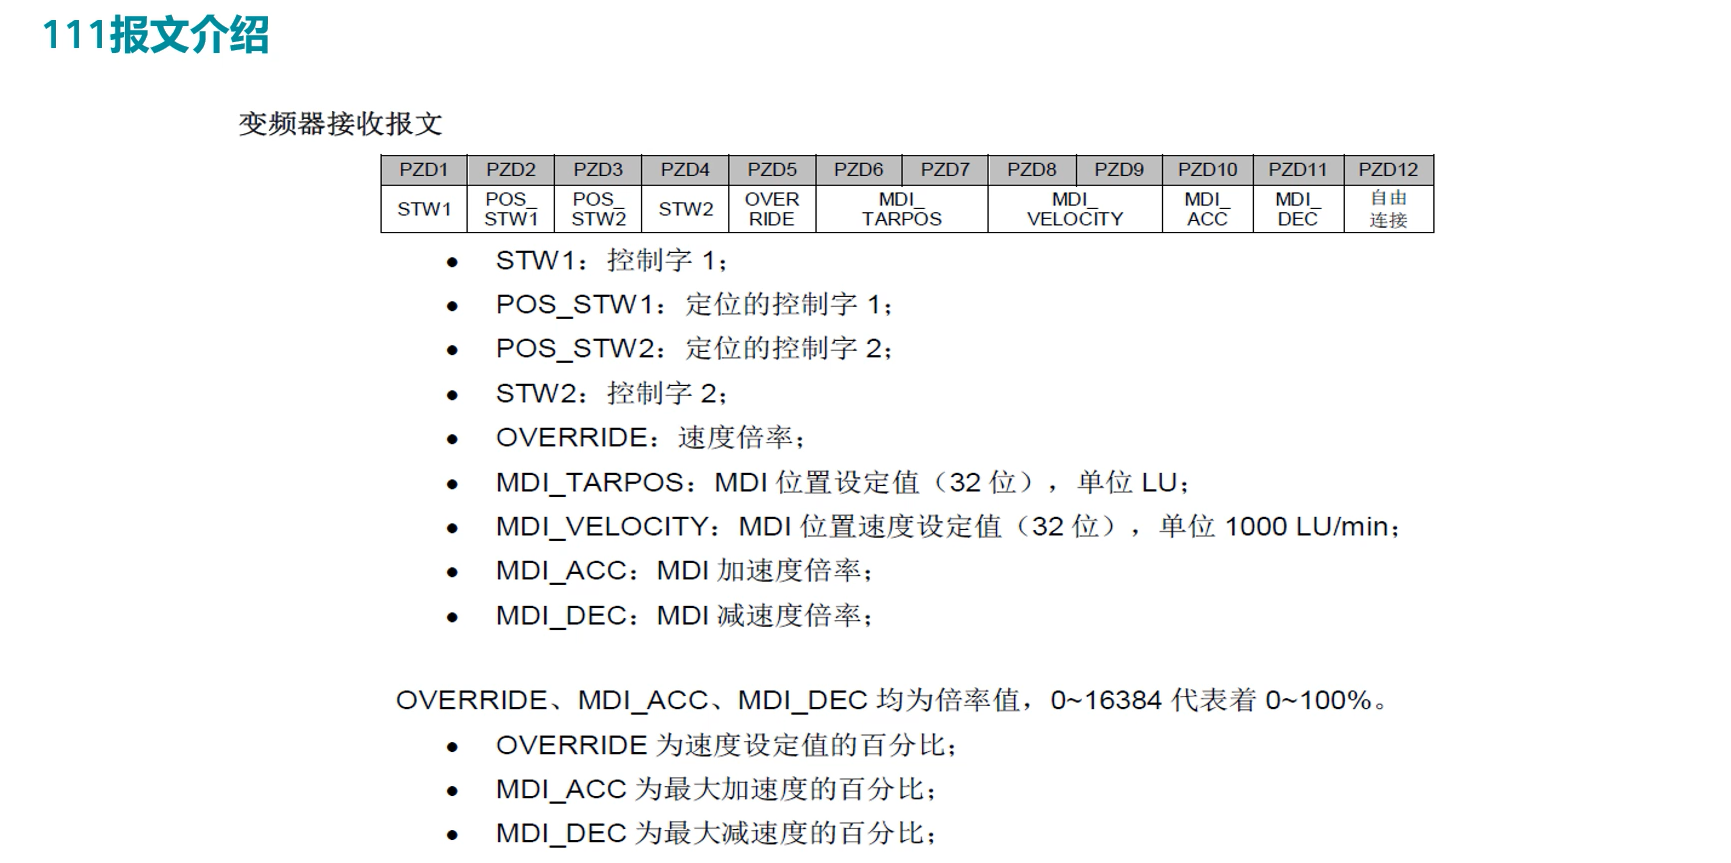 111报文介绍
变频器接收报文
PZD1 PZD2 PZD3 PZD4 PZD5 PZD6 PZD7 PZD8 PZD9 PZD10 PZD11 PZD12
STW1 POS_ STW1 POS_ STW2 STW2 OVER RIDE MDI_ TARPOS MDI_ VELOCITY MDI_ ACC MDI_ DEC 自由 连接
● STW1：控制字 1；
● POS_STW1：定位的控制字 1；
● POS_STW2：定位的控制字 2；
● STW2：控制字 2；
● OVERRIDE：速度倍率；
● MDI_TARPOS：MDI 位置设定值（32 位），单位 LU；
● MDI_VELOCITY：MDI 位置速度设定值（32 位），单位 1000 LU/min；
● MDI_ACC：MDI 加速度倍率；
● MDI_DEC：MDI 减速度倍率；
OVERRIDE、MDI_ACC、MDI_DEC 均为倍率值，0~16384 代表着 0~100%。
● OVERRIDE 为速度设定值的百分比；
● MDI_ACC 为最大加速度的百分比；
● MDI_DEC 为最大减速度的百分比；